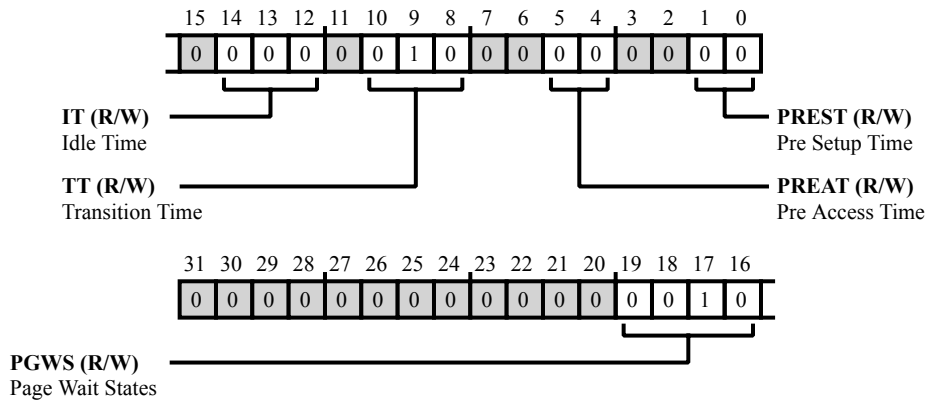 15 14 13 12 11 10 9 8 7 6 5 4 3 2 1 0
0 0 0 0 0 0 1 0 0 0 0 0 0 0 0 0
IT (R/W) PREST (R/W)
Idle Time Pre Setup Time
TT (R/W) PREAT (R/W)
Transition Time Pre Access Time
31 30 29 28 27 26 25 24 23 22 21 20 19 18 17 16
0 0 0 0 0 0 0 0 0 0 0 0 0 0 1 0
PGWS (R/W)
Page Wait States